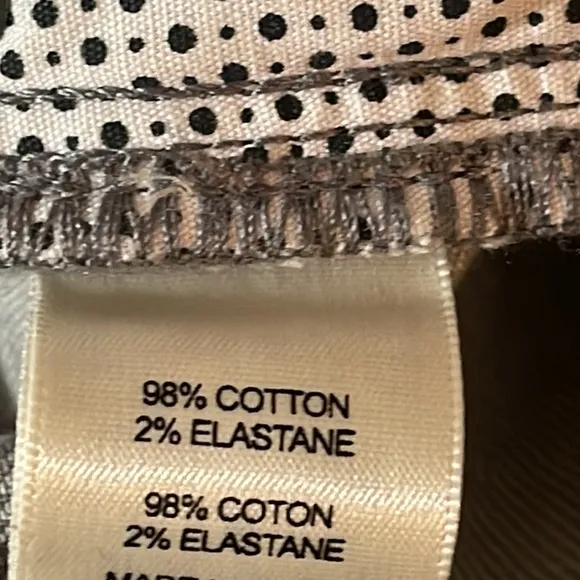 98% COTTON
2% ELASTANE
98% COTON
2% ELASTANE